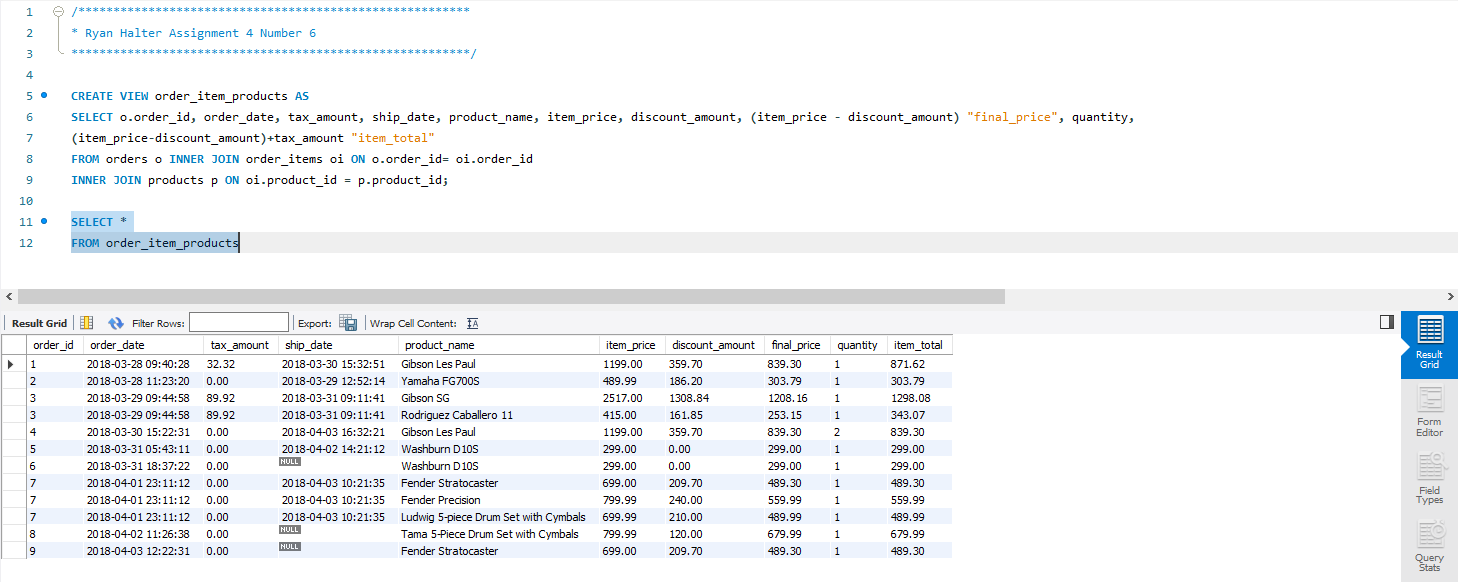 1 /********************************************************
2 * Ryan Halter Assignment 4 Number 6
3 *********************************************************/
4
5 CREATE VIEW order_item_products AS
6 SELECT o.order_id, order_date, tax_amount, ship_date, product_name, item_price, discount_amount, (item_price - discount_amount) "final_price", quantity,
7 (item_price-discount_amount)+tax_amount "item_total"
8 FROM orders o INNER JOIN order_items oi ON o.order_id= oi.order_id
9 INNER JOIN products p ON oi.product_id = p.product_id;
10
11 SELECT *
12 FROM order_item_products
Result Grid Filter Rows: Export: Wrap Cell Content: IA
order_id order_date tax_amount ship_date product_name item_price discount_amount final_price quantity item_total
1 2018-03-28 09:40:28 32.32 2018-03-30 15:32:51 Gibson Les Paul 1199.00 359.70 839.30 1 871.62
2 2018-03-28 11:23:20 0.00 2018-03-29 12:52:14 Yamaha FG700S 489.99 186.20 303.79 1 303.79
3 2018-03-29 09:44:58 89.92 2018-03-31 09:11:41 Gibson SG 2517.00 1308.84 1208.16 1 1298.08
3 2018-03-29 09:44:58 89.92 2018-03-31 09:11:41 Rodriguez Caballero 11 415.00 161.85 253.15 1 343.07
4 2018-03-30 15:22:31 0.00 2018-04-03 16:32:21 Gibson Les Paul 1199.00 359.70 839.30 2 839.30
5 2018-03-31 05:43:11 0.00 2018-04-02 14:21:12 Washburn D10S 299.00 0.00 299.00 1 299.00
6 2018-03-31 18:37:22 0.00 NULL Washburn D10S 299.00 0.00 299.00 1 299.00
7 2018-04-01 23:11:12 0.00 2018-04-03 10:21:35 Fender Stratocaster 699.00 209.70 489.30 1 489.30
7 2018-04-01 23:11:12 0.00 2018-04-03 10:21:35 Fender Precision 799.99 240.00 559.99 1 559.99
7 2018-04-01 23:11:12 0.00 2018-04-03 10:21:35 Ludwig 5-piece Drum Set with Cymbals 699.99 210.00 489.99 1 489.99
8 2018-04-02 11:26:38 0.00 NULL Tama 5-Piece Drum Set with Cymbals 799.99 120.00 679.99 1 679.99
9 2018-04-03 12:22:31 0.00 NULL Fender Stratocaster 699.00 209.70 489.30 1 489.30
Result
Grid
Form
Editor
Field
Types
Query
Stats